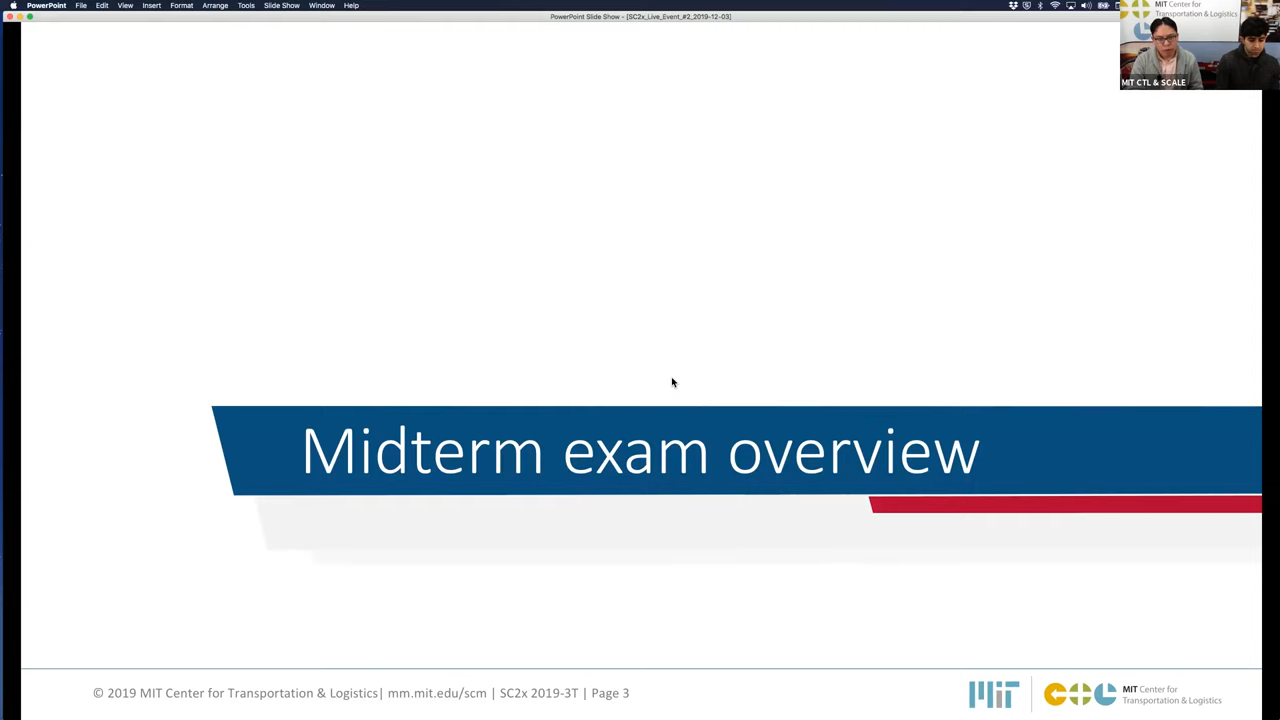 PowerPoint File Edit View Insert Format Arrange Tools Slide Show Window Help
PowerPoint Slide Show - [SC2x_Live_Event_#2_2019-12-03]
MIT Center for
Transportation & Logistics
MIT CTL & SCALE
Midterm exam overview
© 2019 MIT Center for Transportation & Logistics| mm.mit.edu/scm | SC2x 2019-3T | Page 3
MIT
MIT Center for
Transportation & Logistics